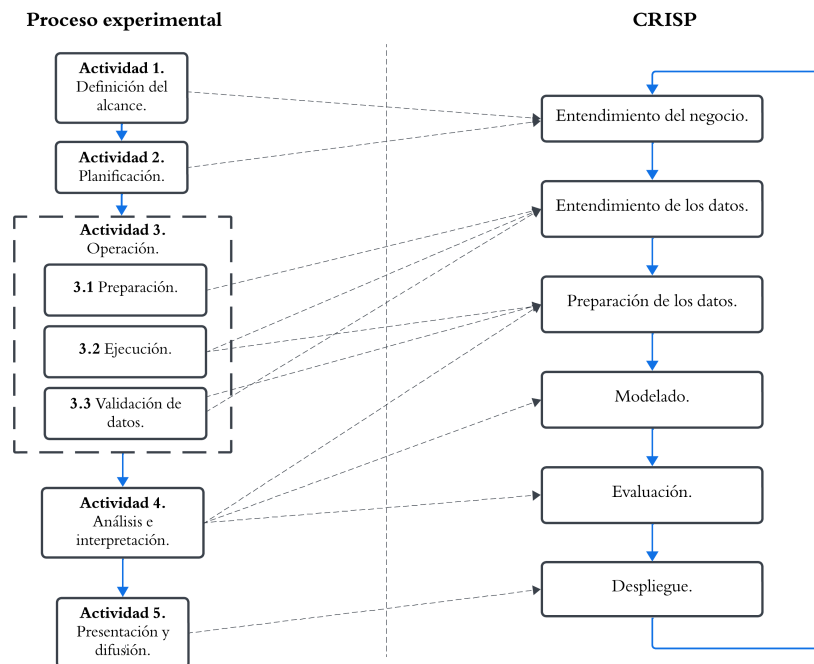 Proceso experimental
Actividad 1.
Definición del
alcance.
Actividad 2.
Planificación.
Actividad 3.
Operación.
3.1 Preparación.
3.2 Ejecución.
3.3 Validación de
datos.
Actividad 4.
Análisis e
interpretación.
Actividad 5.
Presentación y
difusión.
CRISP
Entendimiento del negocio.
Entendimiento de los datos.
Preparación de los datos.
Modelado.
Evaluación.
Despliegue.